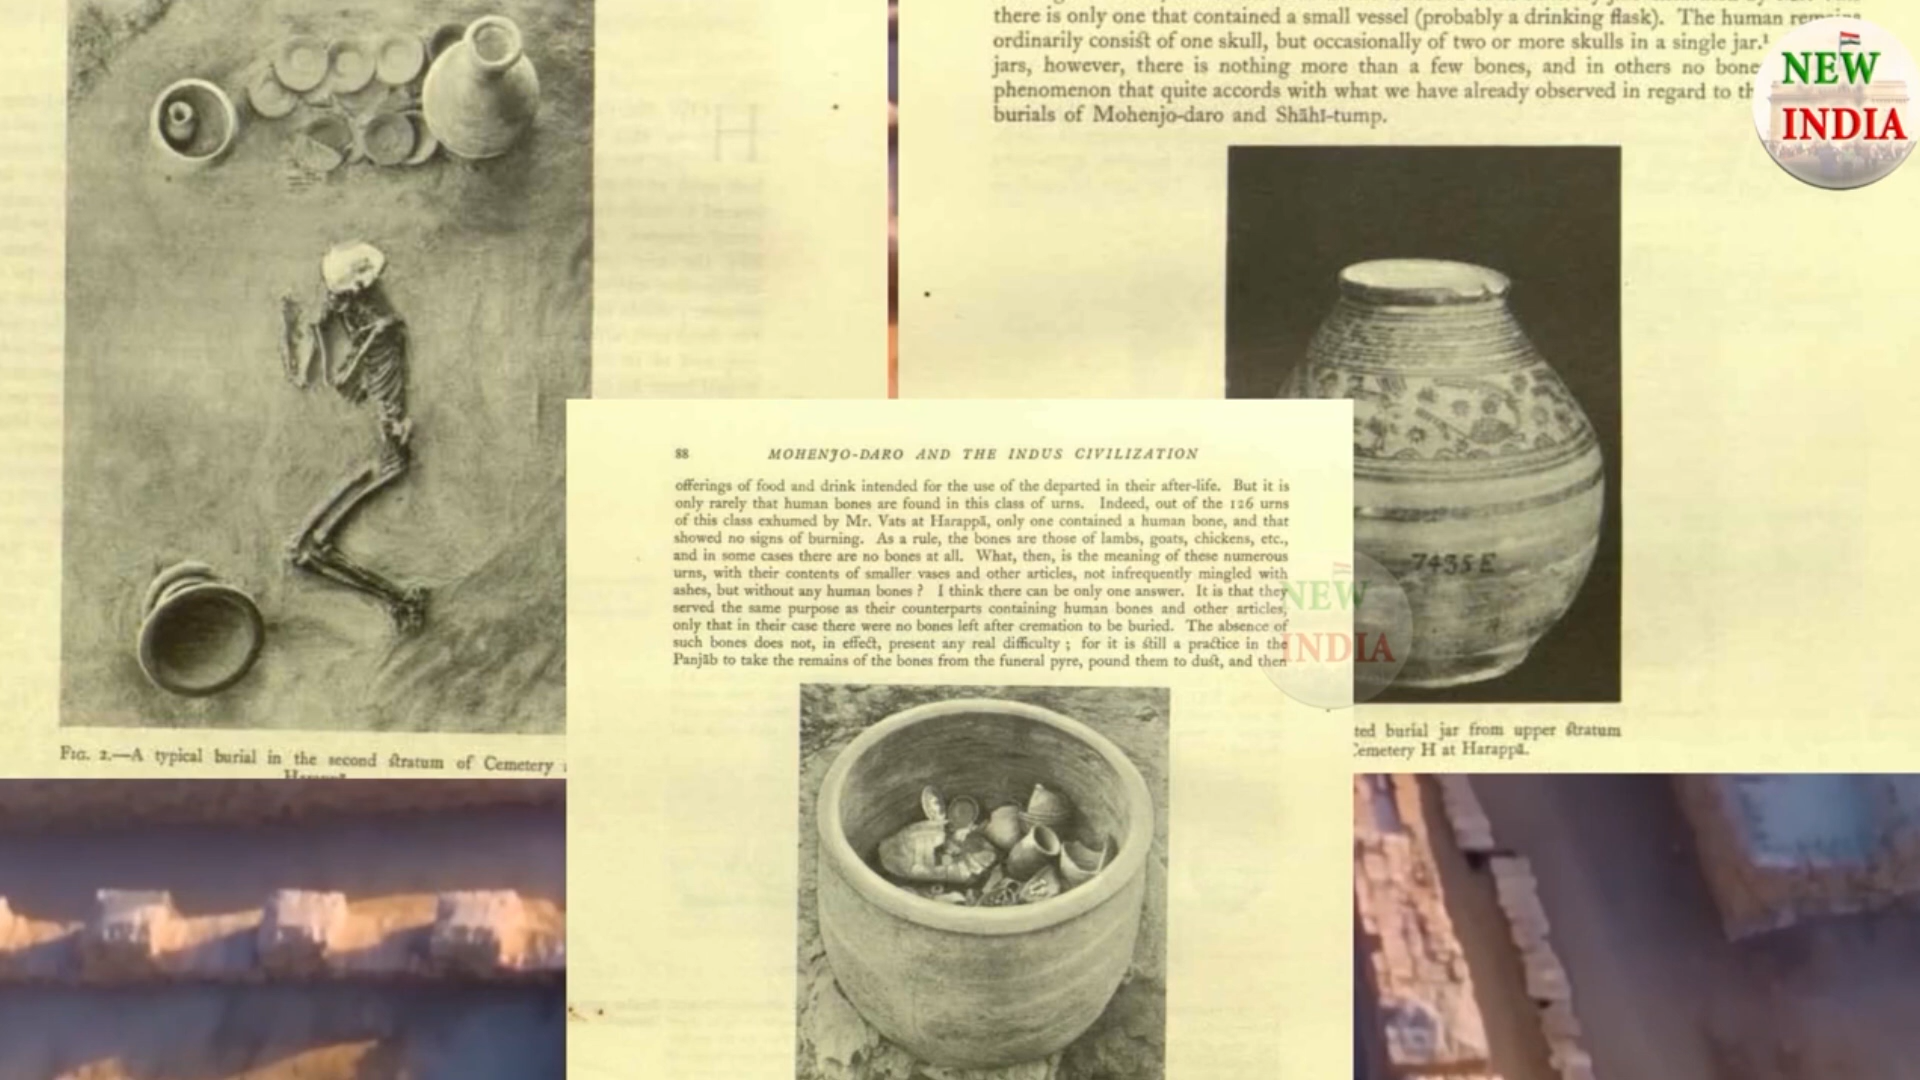 there is only one that contained a small vessel (probably a drinking flask). The human remains
ordinarily consist of one skull, but occasionally of two or more skulls in a single jar.¹
jars, however, there is nothing more than a few bones, and in others no bone
phenomenon that quite accords with what we have already observed in regard to th
burials of Mohenjo-daro and Shāhī-tump.
NEW
INDIA
7435 E
ted burial jar from upper stratum
Cemetery H at Harappā.
FIG. 2.—A typical burial in the second stratum of Cemetery
88 MOHENJO-DARO AND THE INDUS CIVILIZATION
offerings of food and drink intended for the use of the departed in their after-life. But it is
only rarely that human bones are found in this class of urns. Indeed, out of the 126 urns
of this class exhumed by Mr. Vats at Harappā, only one contained a human bone, and that
showed no signs of burning. As a rule, the bones are those of lambs, goats, chickens, etc.,
and in some cases there are no bones at all. What, then, is the meaning of these numerous
urns, with their contents of smaller vases and other articles, not infrequently mingled with
ashes, but without any human bones ? I think there can be only one answer. It is that they
served the same purpose as their counterparts containing human bones and other articles,
only that in their case there were no bones left after cremation to be buried. The absence of
such bones does not, in effect, present any real difficulty ; for it is still a practice in the
Panjāb to take the remains of the bones from the funeral pyre, pound them to dust, and then
NEW
INDIA